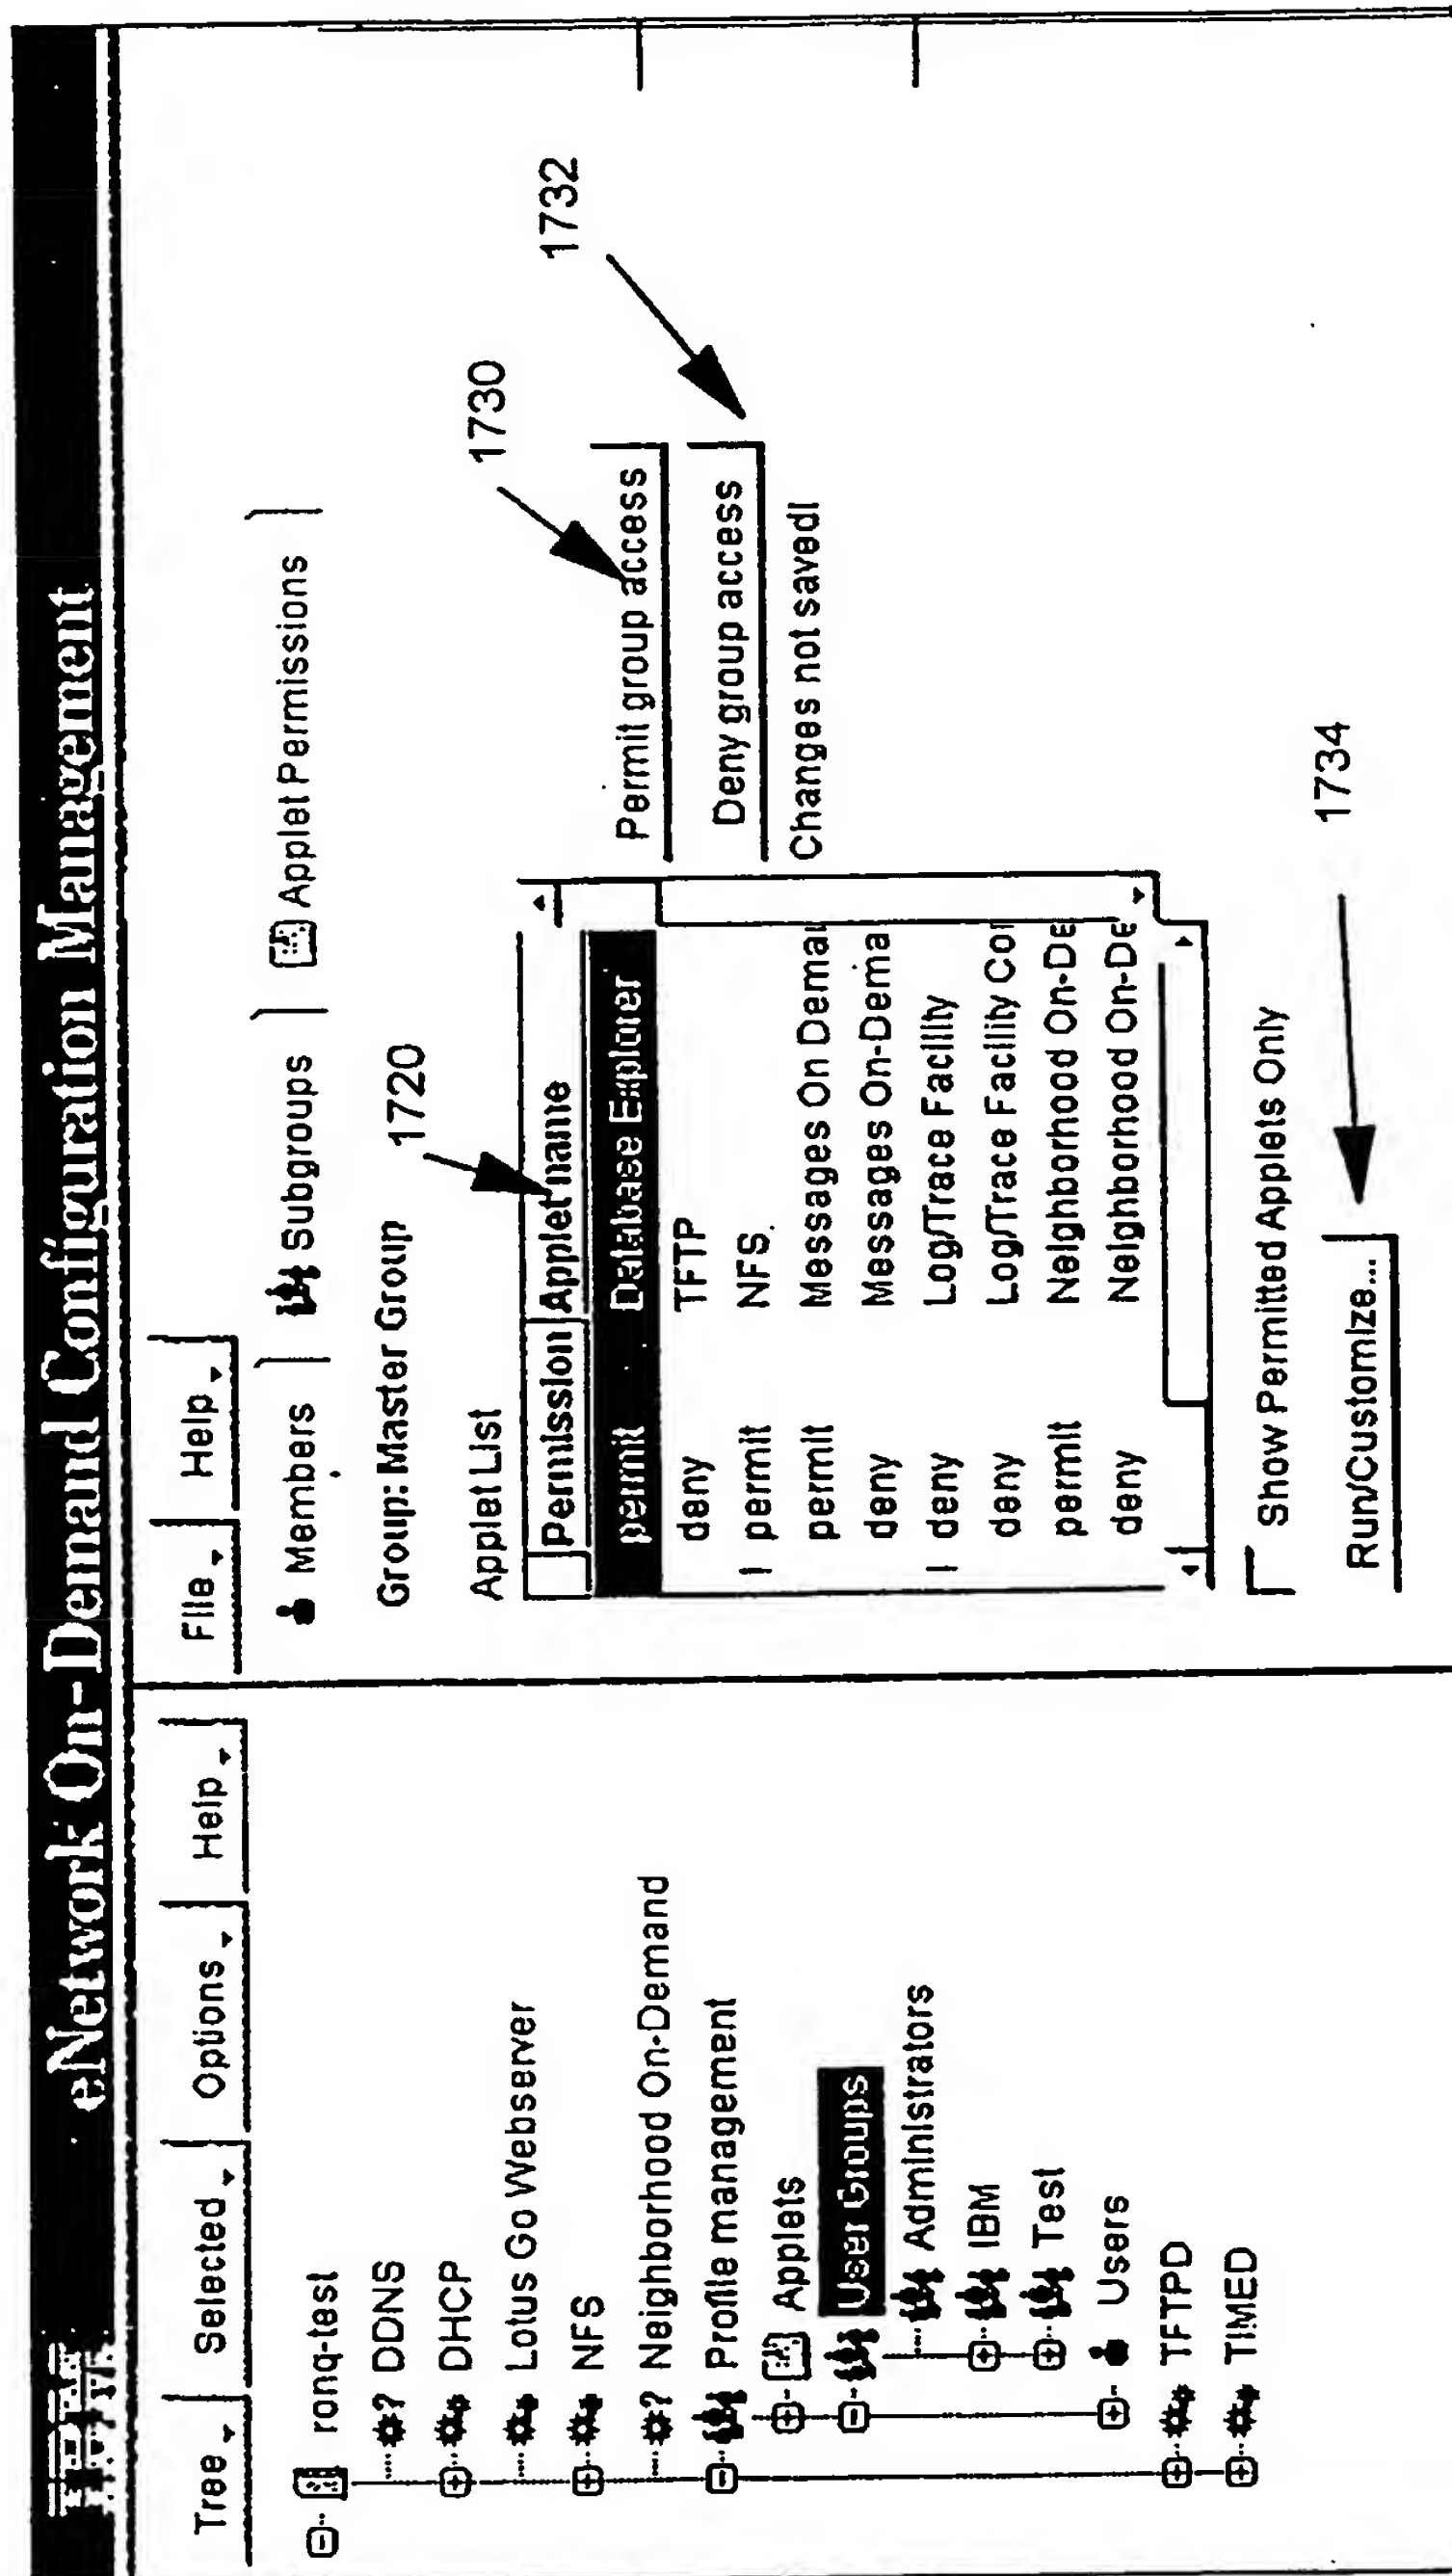 IBM eNetwork On-Demand Configuration Management
Tree Selected Options Help
rong-test
? DDNS
DHCP
Lotus Go Webserver
NFS
? Neighborhood On-Demand
Profile management
Applets
User Groups
Administrators
IBM
Test
Users
TFTPD
TIMED
File Help
Members Subgroups Applet Permissions
Group: Master Group
1720
Applet List
Permission Applet name
permit Database Explorer
deny TFTP
permit NFS
permit Messages On Deman
deny Messages On-Dema
deny Log/Trace Facility
deny Log/Trace Facility Con
permit Neighborhood On-De
deny Neighborhood On-De
1730
Permit group access
1732
Deny group access
Changes not saved!
Show Permitted Applets Only
Run/Customize...
1734